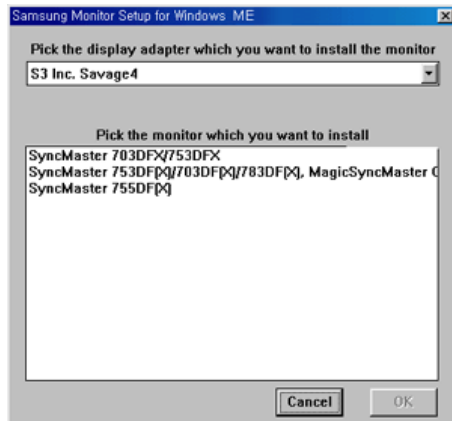 Samsung Monitor Setup for Windows ME
Pick the display adapter which you want to install the monitor
S3 Inc. Savage4
Pick the monitor which you want to install
SyncMaster 703DFX/753DFX
SyncMaster 753DF(X)/703DF(X)/783DF(X), MagicSyncMaster C
SyncMaster 755DF(X)
Cancel
OK